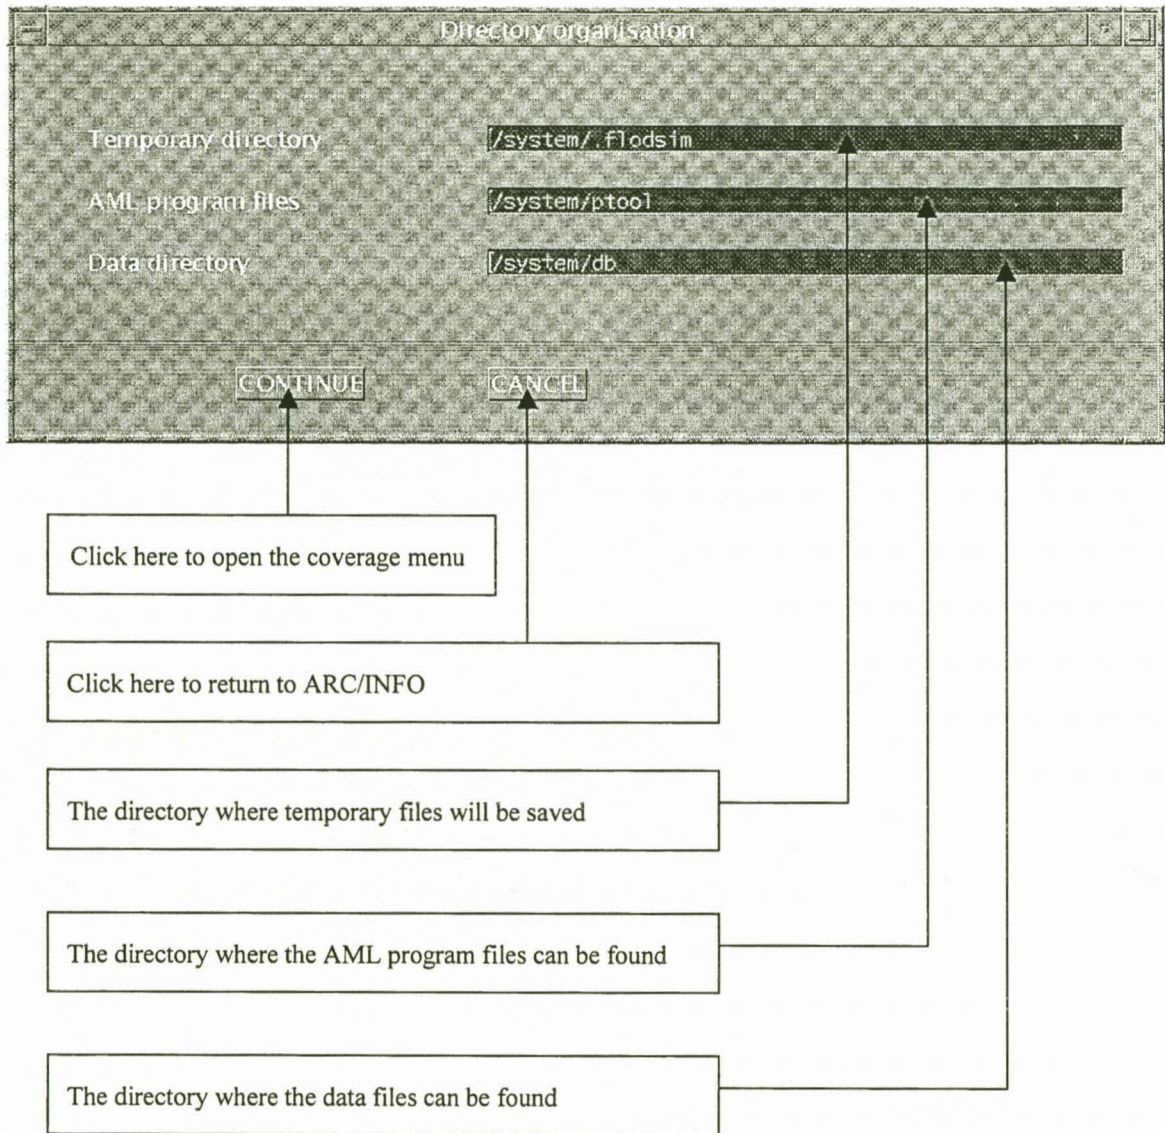 Directory organisation
Temporary directory /system/.flodsim
AML program files /system/ptool
Data directory /system/db
CONTINUE CANCEL
Click here to open the coverage menu
Click here to return to ARC/INFO
The directory where temporary files will be saved
The directory where the AML program files can be found
The directory where the data files can be found